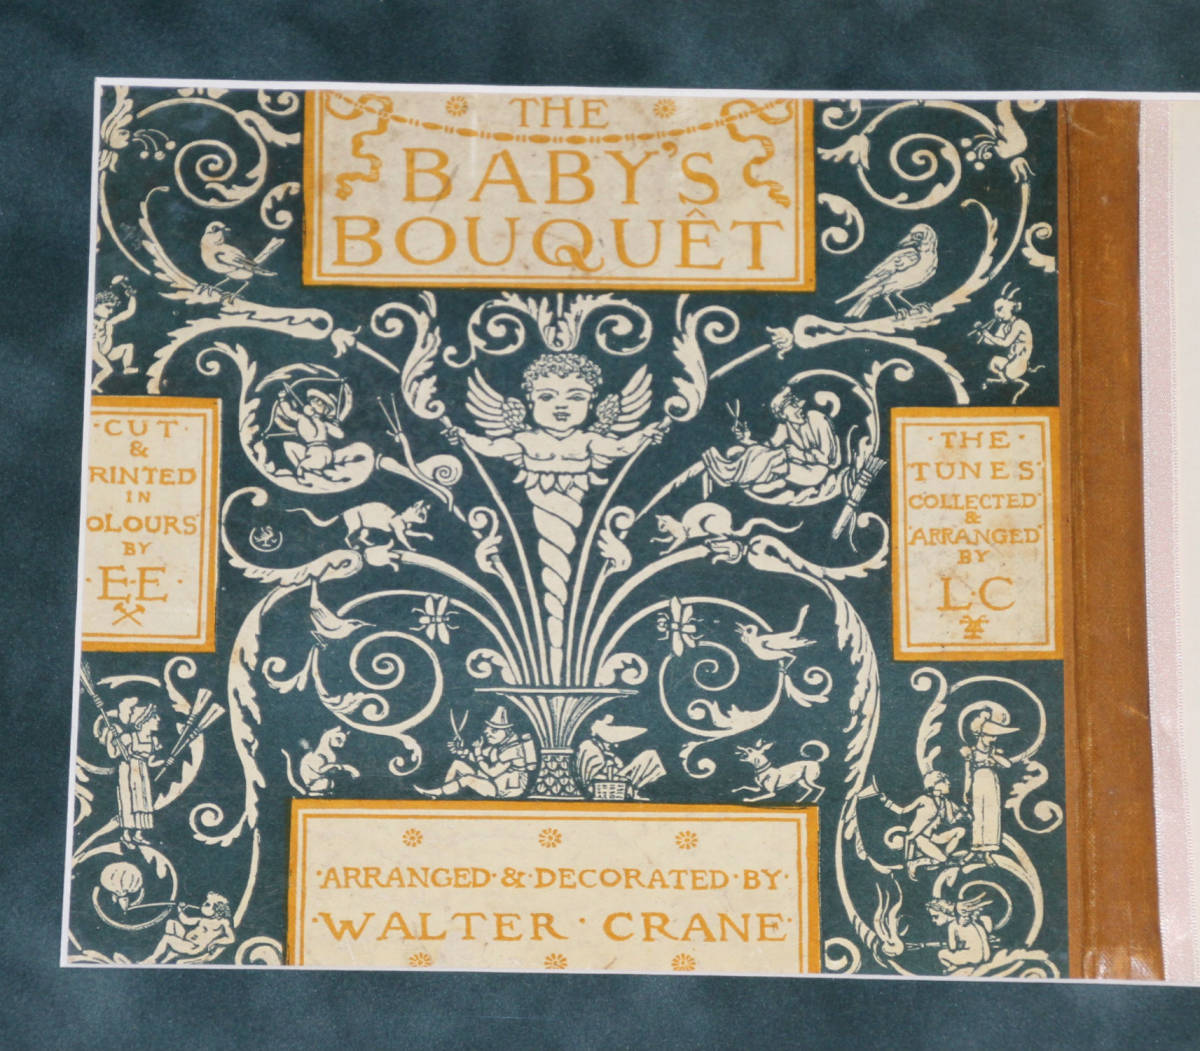 THE
BABY'S
BOUQUÊT
·CUT·
&
RINTED
IN
OLOURS
BY
·E·E·
·THE·
TUNES·
COLLECTED
&
ARRANGED
BY
L·C
·ARRANGED·&·DECORATED·BY·
·WALTER·CRANE·